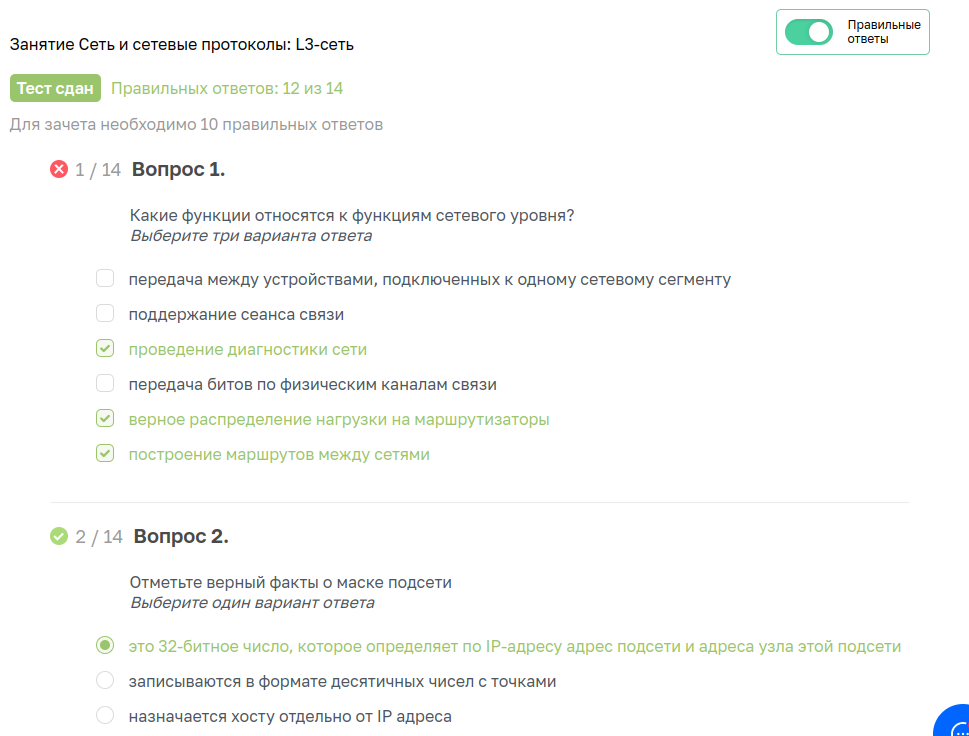 Занятие Сеть и сетевые протоколы: L3-сеть
Правильные
ответы
Тест сдан Правильных ответов: 12 из 14
Для зачета необходимо 10 правильных ответов
1 / 14 Вопрос 1.
Какие функции относятся к функциям сетевого уровня?
Выберите три варианта ответа
передача между устройствами, подключенных к одному сетевому сегменту
поддержание сеанса связи
проведение диагностики сети
передача битов по физическим каналам связи
верное распределение нагрузки на маршрутизаторы
построение маршрутов между сетями
2 / 14 Вопрос 2.
Отметьте верный факты о маске подсети
Выберите один вариант ответа
это 32-битное число, которое определяет по IP-адресу адрес подсети и адреса узла этой подсети
записываются в формате десятичных чисел с точками
назначается хосту отдельно от IP адреса